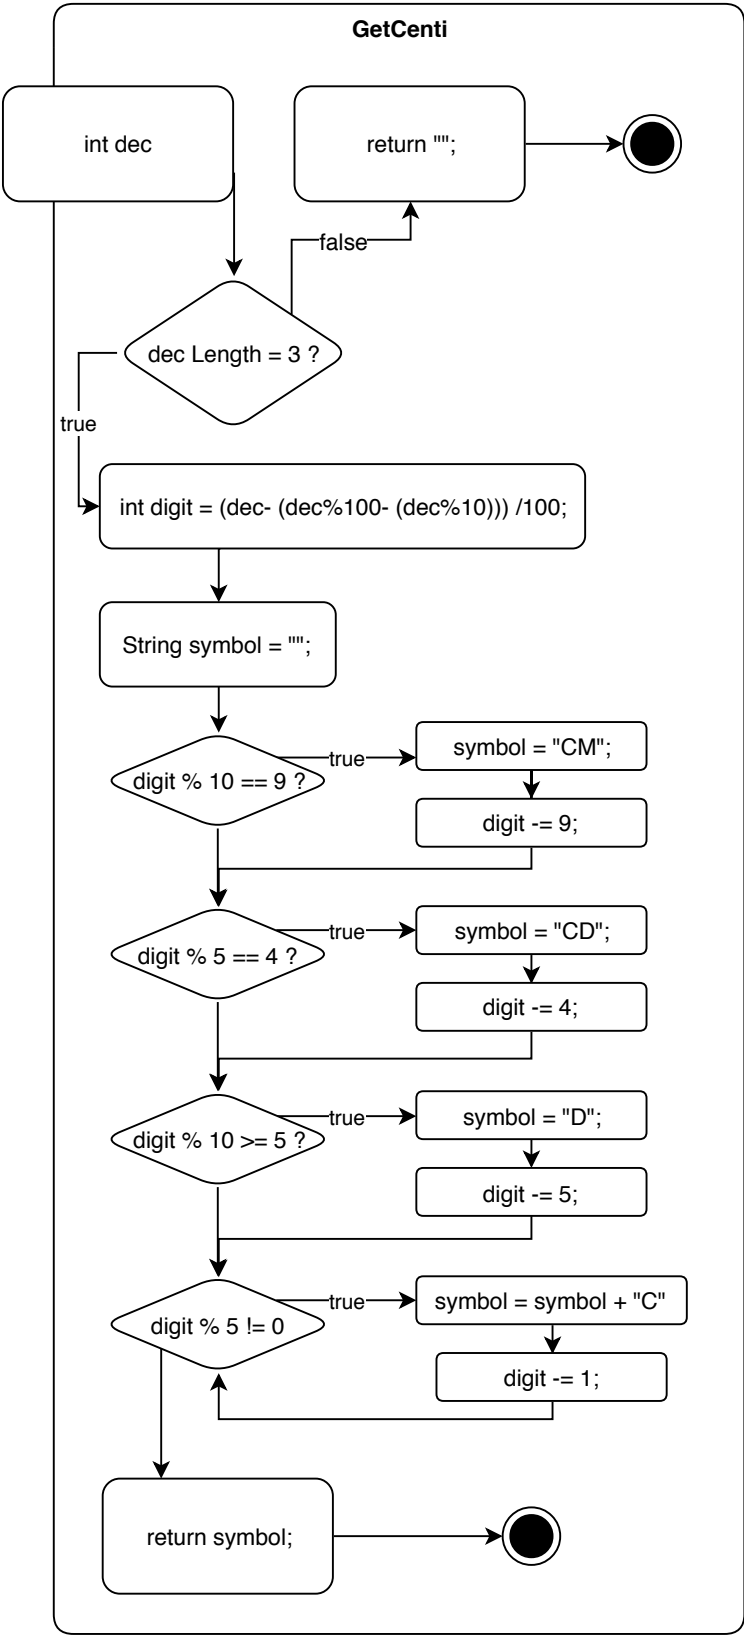 GetCenti
int dec
return "";
false
dec Length = 3 ?
true
int digit = (dec- (dec%100- (dec%10))) /100;
String symbol = "";
digit % 10 == 9 ?
true
symbol = "CM";
digit -= 9;
digit % 5 == 4 ?
true
symbol = "CD";
digit -= 4;
digit % 10 >= 5 ?
true
symbol = "D";
digit -= 5;
digit % 5 != 0
true
symbol = symbol + "C"
digit -= 1;
return symbol;